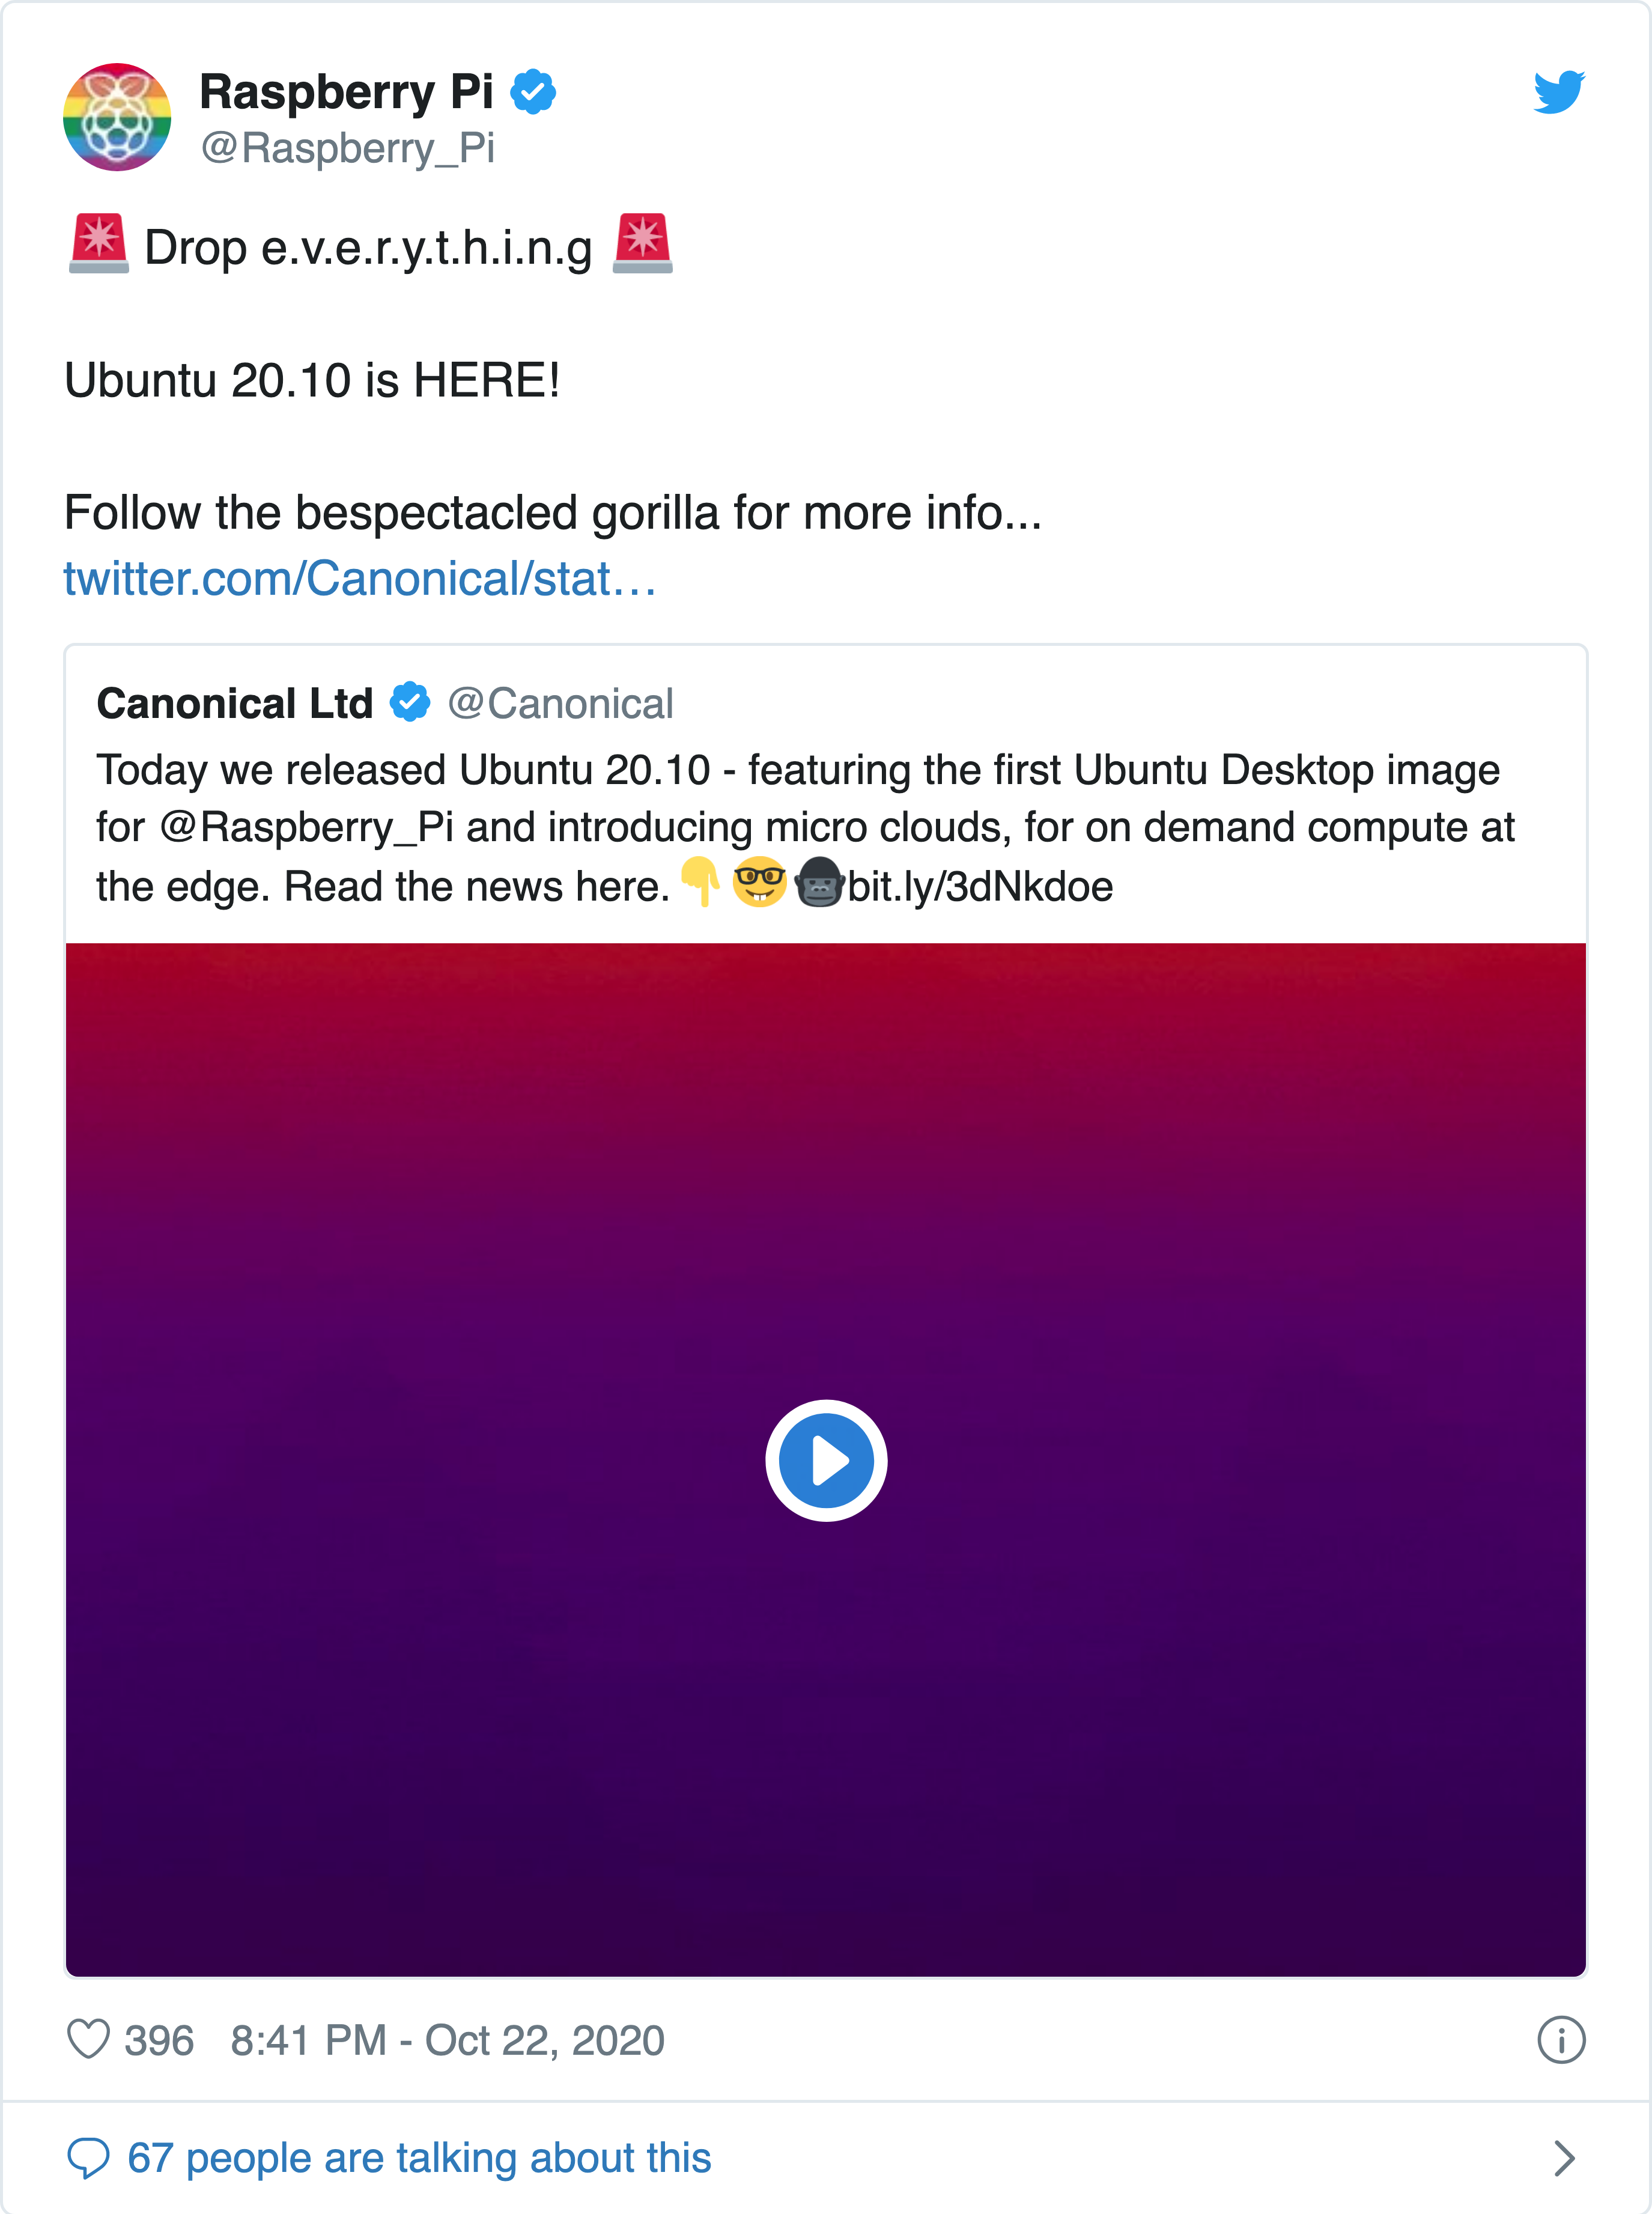 Raspberry Pi
@Raspberry_Pi
🚨 Drop e.v.e.r.y.t.h.i.n.g 🚨
Ubuntu 20.10 is HERE!
Follow the bespectacled gorilla for more info...
twitter.com/Canonical/stat…
Canonical Ltd @Canonical
Today we released Ubuntu 20.10 - featuring the first Ubuntu Desktop image
for @Raspberry_Pi and introducing micro clouds, for on demand compute at
the edge. Read the news here.👇🤓🦍bit.ly/3dNkdoe
396 8:41 PM - Oct 22, 2020
67 people are talking about this